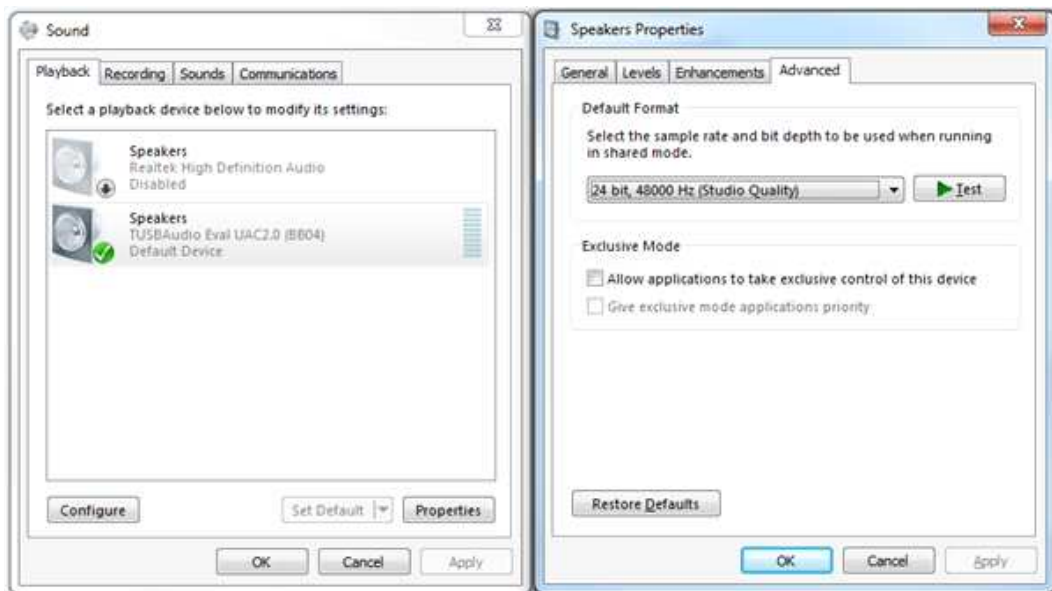 Sound
Playback
Recording
Sounds
Communications
Select a playback device below to modify its settings:
Speakers
Realtek High Definition Audio
Disabled
Speakers
TUSBAudio Eval UAC2.0 (BB04)
Default Device
Configure
Set Default
Properties
OK
Cancel
Apply
Speakers Properties
General
Levels
Enhancements
Advanced
Default Format
Select the sample rate and bit depth to be used when running
in shared mode.
24 bit, 48000 Hz (Studio Quality)
Test
Exclusive Mode
Allow applications to take exclusive control of this device
Give exclusive mode applications priority
Restore Defaults
OK
Cancel
Apply